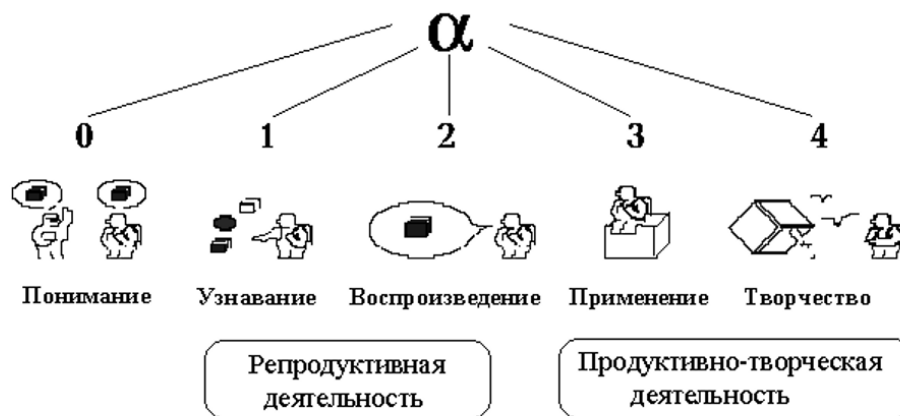 α
0 1 2 3 4
Понимание Узнавание Воспроизведение Применение Творчество
Репродуктивная
деятельность
Продуктивно-творческая
деятельность